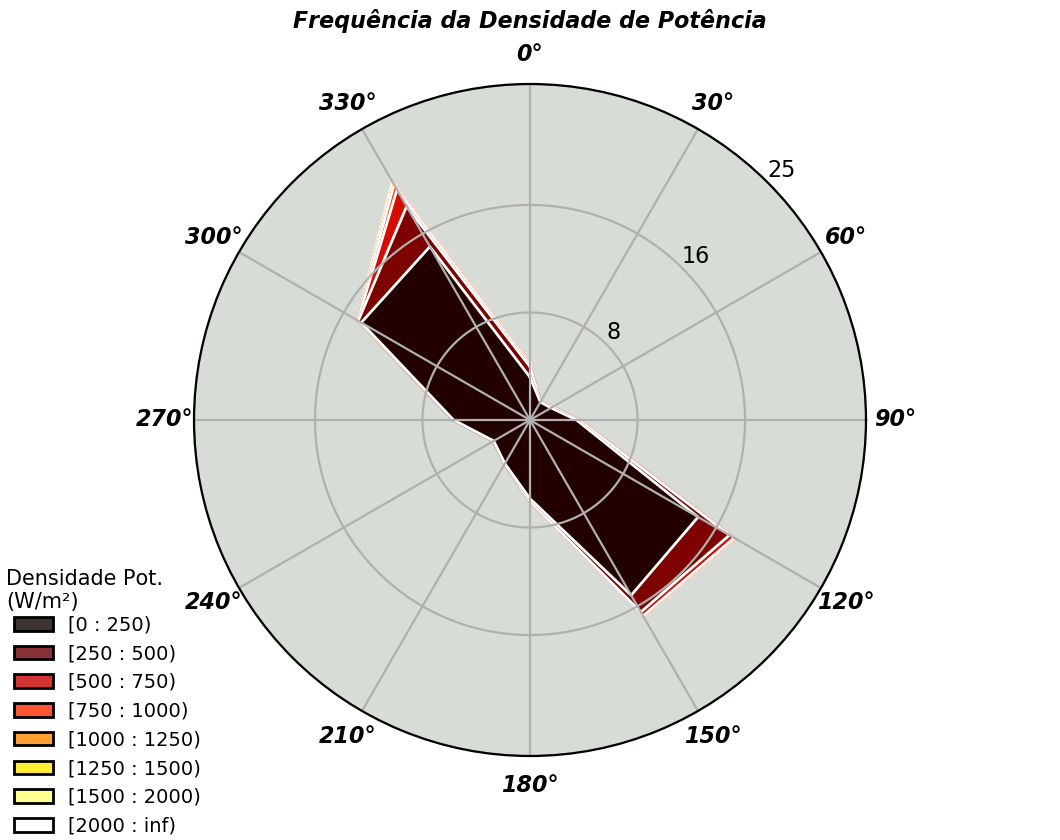 Frequência da Densidade de Potência
0°
330°
30°
25
300°
60°
16
8
270°
90°
240°
120°
210°
150°
180°
Densidade Pot.
(W/m²)
[0 : 250)
[250 : 500)
[500 : 750)
[750 : 1000)
[1000 : 1250)
[1250 : 1500)
[1500 : 2000)
[2000 : inf)